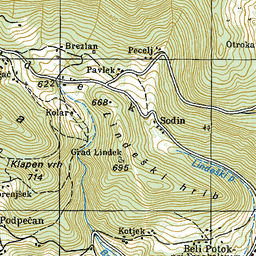 Brezlan
Pecelj
Otroka
Pavlek
622
668
Kolar
Sodin
Lindeški hrib
Klapen vrh
Grad Lindek
Lindeški p
714
695
Podpečan
Kotjek
Beli Potok